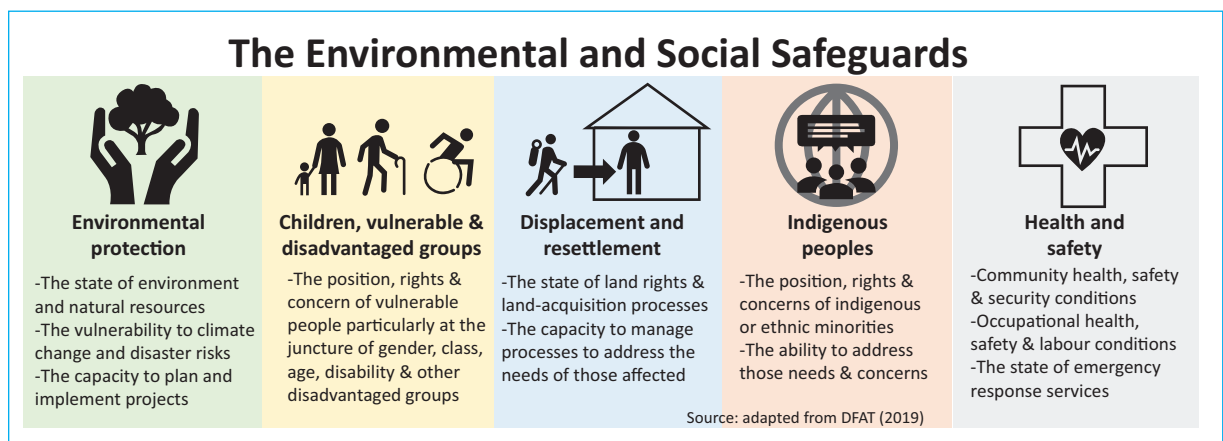 The Environmental and Social Safeguards
Environmental
protection
-The state of environment
and natural resources
-The vulnerability to climate
change and disaster risks
-The capacity to plan and
implement projects
Children, vulnerable &
disadvantaged groups
-The position, rights &
concern of vulnerable
people particularly at the
juncture of gender, class,
age, disability & other
disadvantaged groups
Displacement and
resettlement
-The state of land rights &
land-acquisition processes
-The capacity to manage
processes to address the
needs of those affected
Indigenous
peoples
-The position, rights &
concerns of indigenous
or ethnic minorities
-The ability to address
those needs & concerns
Health and
safety
-Community health, safety
& security conditions
-Occupational health,
safety & labour conditions
-The state of emergency
response services
Source: adapted from DFAT (2019)